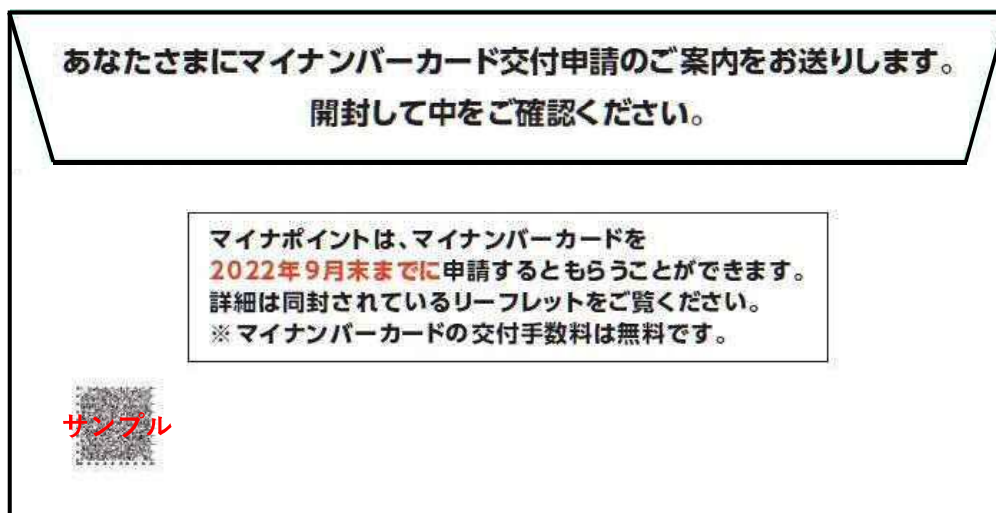 あなたさまにマイナンバーカード交付申請のご案内をお送りします。
開封して中をご確認ください。
マイナポイントは、マイナンバーカードを
2022年9月末までに申請するともらうことができます。
詳細は同封されているリーフレットをご覧ください。
※マイナンバーカードの交付手数料は無料です。
サンプル